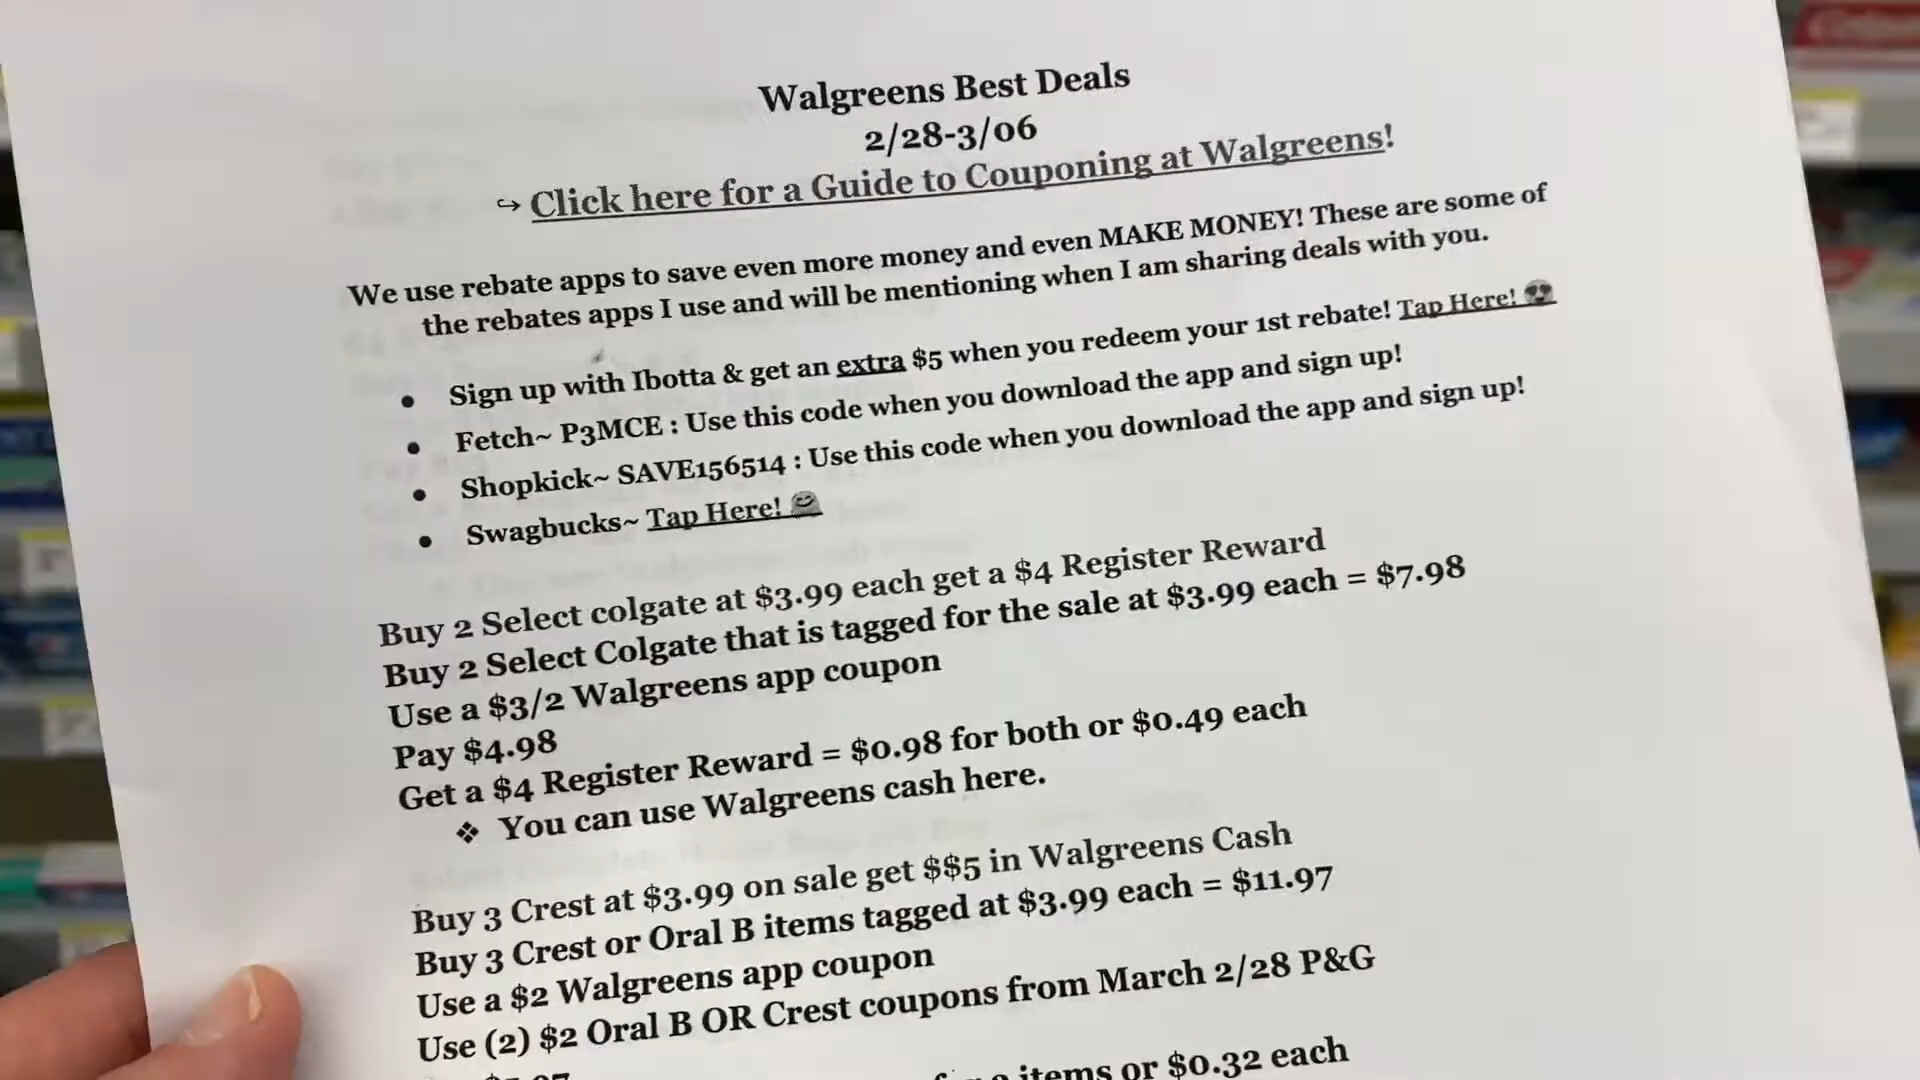 Walgreens Best Deals
2/28-3/06
↪ Click here for a Guide to Couponing at Walgreens!
We use rebate apps to save even more money and even MAKE MONEY! These are some of
the rebates apps I use and will be mentioning when I am sharing deals with you.
● Sign up with Ibotta & get an extra $5 when you redeem your 1st rebate! Tap Here! 😍
● Fetch~ P3MCE : Use this code when you download the app and sign up!
● Shopkick~ SAVE156514 : Use this code when you download the app and sign up!
● Swagbucks~ Tap Here! 🤗
Buy 2 Select colgate at $3.99 each get a $4 Register Reward
Buy 2 Select Colgate that is tagged for the sale at $3.99 each = $7.98
Use a $3/2 Walgreens app coupon
Pay $4.98
Get a $4 Register Reward = $0.98 for both or $0.49 each
❖ You can use Walgreens cash here.
Buy 3 Crest at $3.99 on sale get $$5 in Walgreens Cash
Buy 3 Crest or Oral B items tagged at $3.99 each = $11.97
Use a $2 Walgreens app coupon
Use (2) $2 Oral B OR Crest coupons from March 2/28 P&G
items or $0.32 each